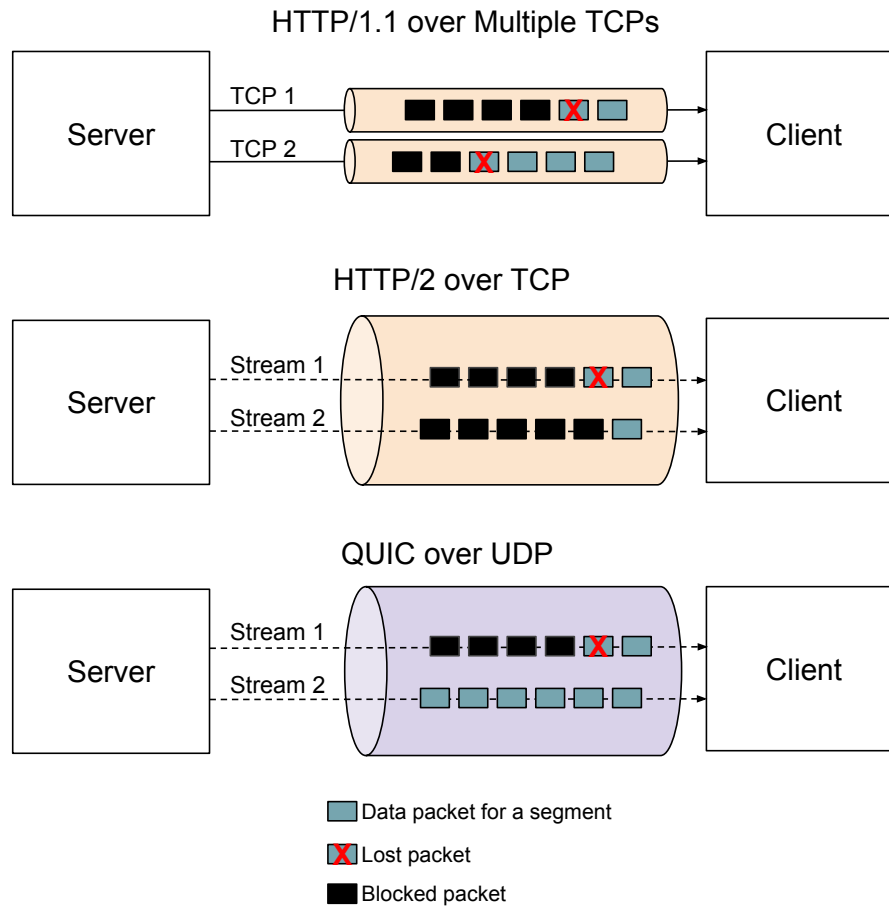 HTTP/1.1 over Multiple TCPs
Server
TCP 1
TCP 2
Client
HTTP/2 over TCP
Server
Stream 1
Stream 2
Client
QUIC over UDP
Server
Stream 1
Stream 2
Client
Data packet for a segment
X Lost packet
Blocked packet